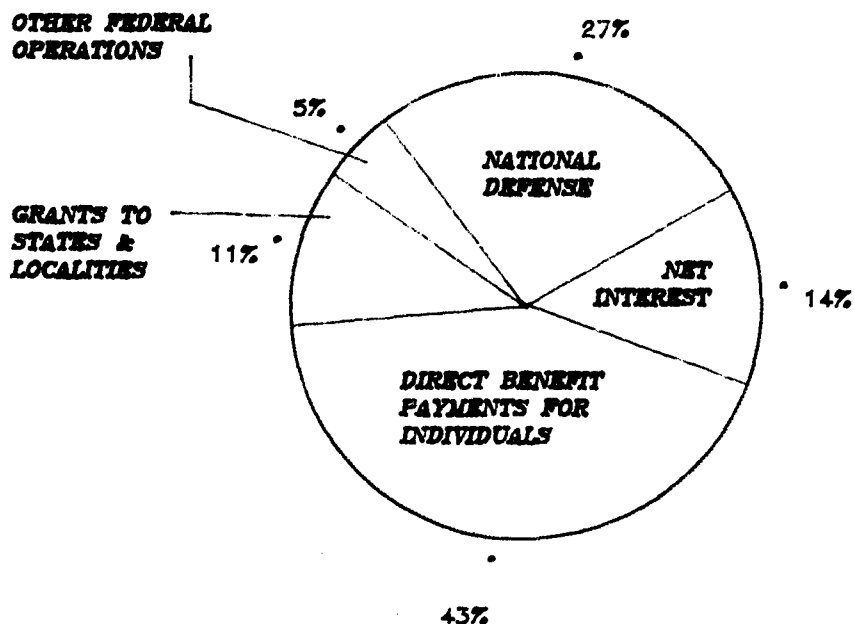 OTHER FEDERAL
OPERATIONS
27%
5%
NATIONAL
DEFENSE
GRANTS TO
STATES &
LOCALITIES
11%
NET
INTEREST
14%
DIRECT BENEFIT
PAYMENTS FOR
INDIVIDUALS
43%